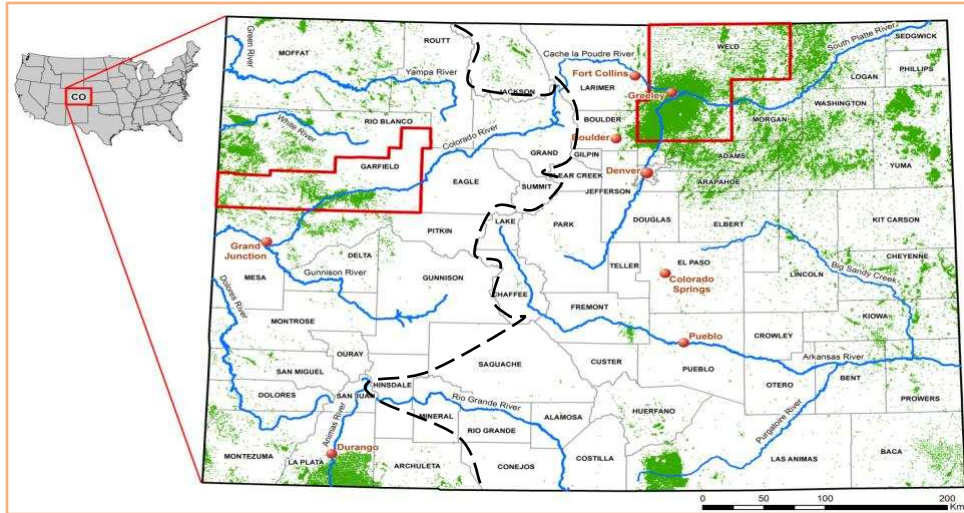 CO
Green River
MOFFAT
ROUTT
Yampa River
JACKSON
Cache la Poudre River
Fort Collins
LARIMER
WELD
Greeley
South Platte River
SEDGWICK
LOGAN
PHILLIPS
WASHINGTON
MORGAN
White River
RIO BLANCO
Colorado River
GARFIELD
GRAND
BOULDER
Boulder
GILPIN
CLEAR CREEK
ADAMS
YUMA
Denver
ARAPAHOE
JEFFERSON
EAGLE
SUMMIT
LAKE
PARK
DOUGLAS
ELBERT
KIT CARSON
PITKIN
Grand
Junction
DELTA
MESA
Gunnison River
GUNNISON
CHAFFEE
TELLER
EL PASO
Colorado
Springs
LINCOLN
Big Sandy Creek
CHEYENNE
KIOWA
Dolores River
MONTROSE
FREMONT
Pueblo
PUEBLO
CROWLEY
Arkansas River
OURAY
SAGUACHE
CUSTER
SAN MIGUEL
HINSDALE
OTERO
BENT
PROWERS
DOLORES
SAN JUAN
Animas River
MINERAL
Rio Grande River
RIO GRANDE
ALAMOSA
HUERFANO
Purgatoire River
MONTEZUMA
LA PLATA
Durango
ARCHULETA
CONEJOS
COSTILLA
LAS ANIMAS
BACA
0 50 100 200
Km